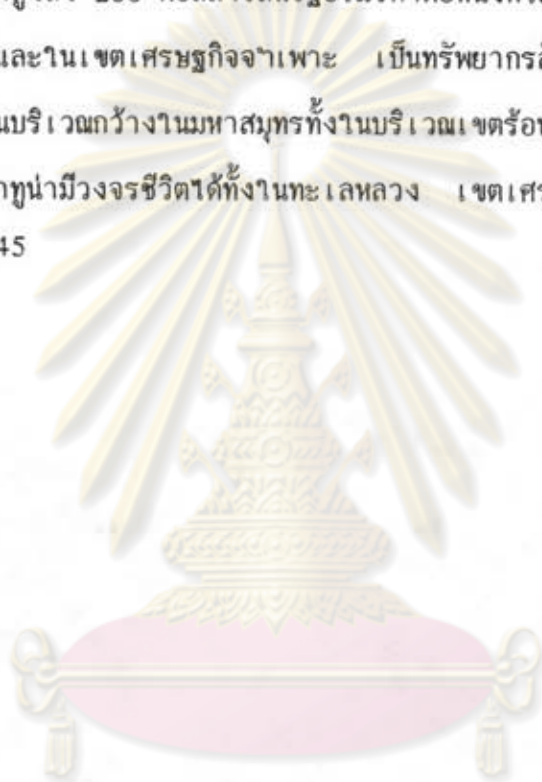 นและในเขตเศรษฐกิจจำเพาะ เป็นทรัพยากร
นบริเวณกว้างในมหาสมุทรทั้งในบริเวณเขตร้อน
าทูน่ามีวงจรชีวิตได้ทั้งในทะเลหลวง เขตเศร
45